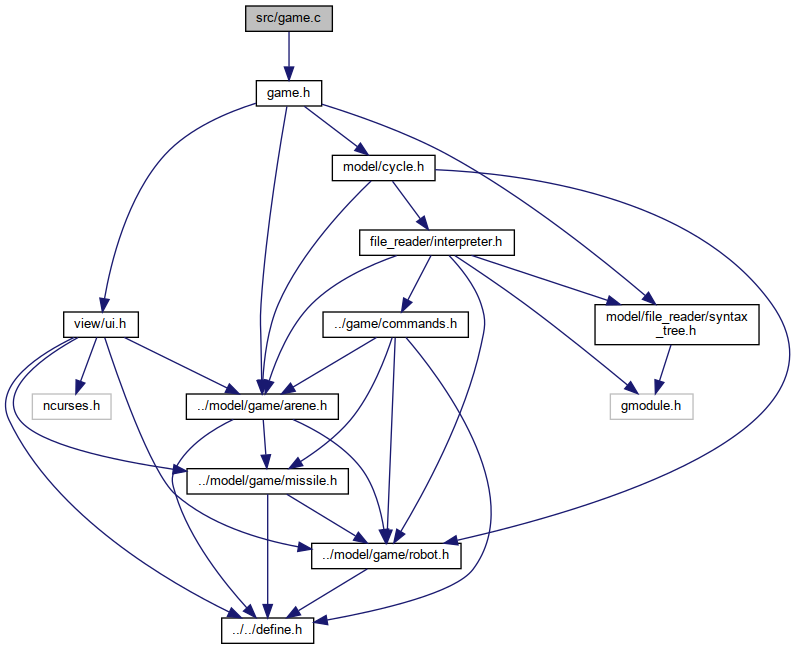 src/game.c
game.h
model/cycle.h
file_reader/interpreter.h
view/ui.h
../game/commands.h
model/file_reader/syntax
_tree.h
ncurses.h
../model/game/arene.h
gmodule.h
../model/game/missile.h
../model/game/robot.h
../../define.h